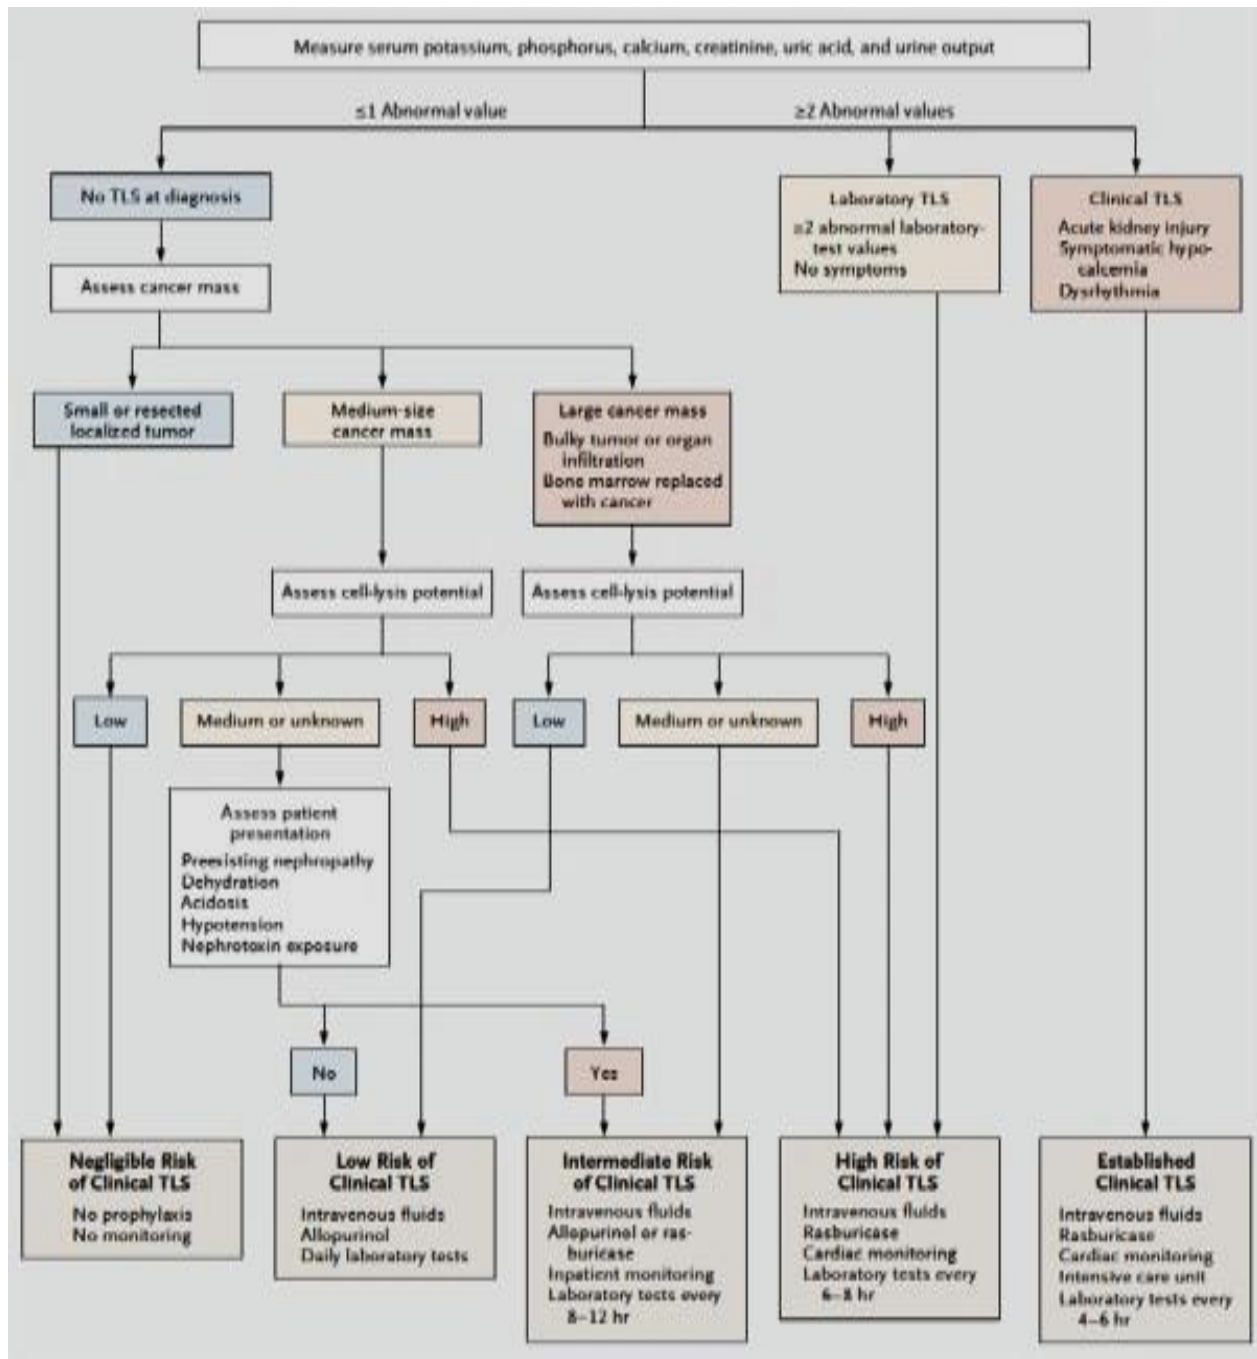 Measure serum potassium, phosphorus, calcium, creatinine, uric acid, and urine output
≤1 Abnormal value
≥2 Abnormal values
No TLS at diagnosis
Laboratory TLS
≥2 abnormal laboratory-
test values
No symptoms
Clinical TLS
Acute kidney injury
Symptomatic hypo-
calcemia
Dysrhythmia
Assess cancer mass
Small or resected
localized tumor
Medium-size
cancer mass
Large cancer mass
Bulky tumor or organ
infiltration
Bone marrow replaced
with cancer
Assess cell-lysis potential
Assess cell-lysis potential
Low
Medium or unknown
High
Low
Medium or unknown
High
Assess patient
presentation
Preexisting nephropathy
Dehydration
Acidosis
Hypotension
Nephrotoxin exposure
No
Yes
Negligible Risk
of Clinical TLS
No prophylaxis
No monitoring
Low Risk of
Clinical TLS
Intravenous fluids
Allopurinol
Daily laboratory tests
Intermediate Risk
of Clinical TLS
Intravenous fluids
Allopurinol or ras-
buricase
Inpatient monitoring
Laboratory tests every
8–12 hr
High Risk of
Clinical TLS
Intravenous fluids
Rasburicase
Cardiac monitoring
Laboratory tests every
6–8 hr
Established
Clinical TLS
Intravenous fluids
Rasburicase
Cardiac monitoring
Intensive care unit
Laboratory tests every
4–6 hr